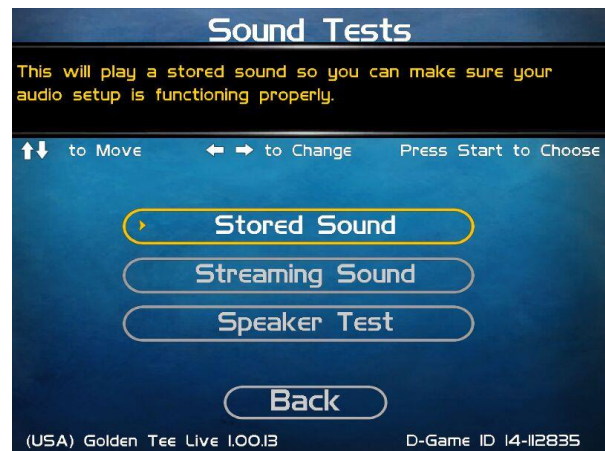 Sound Tests
This will play a stored sound so you can make sure your
audio setup is functioning properly.
to Move to Change Press Start to Choose
Stored Sound
Streaming Sound
Speaker Test
Back
(USA) Golden Tee Live 1.00.13 D-Game ID 14-112835